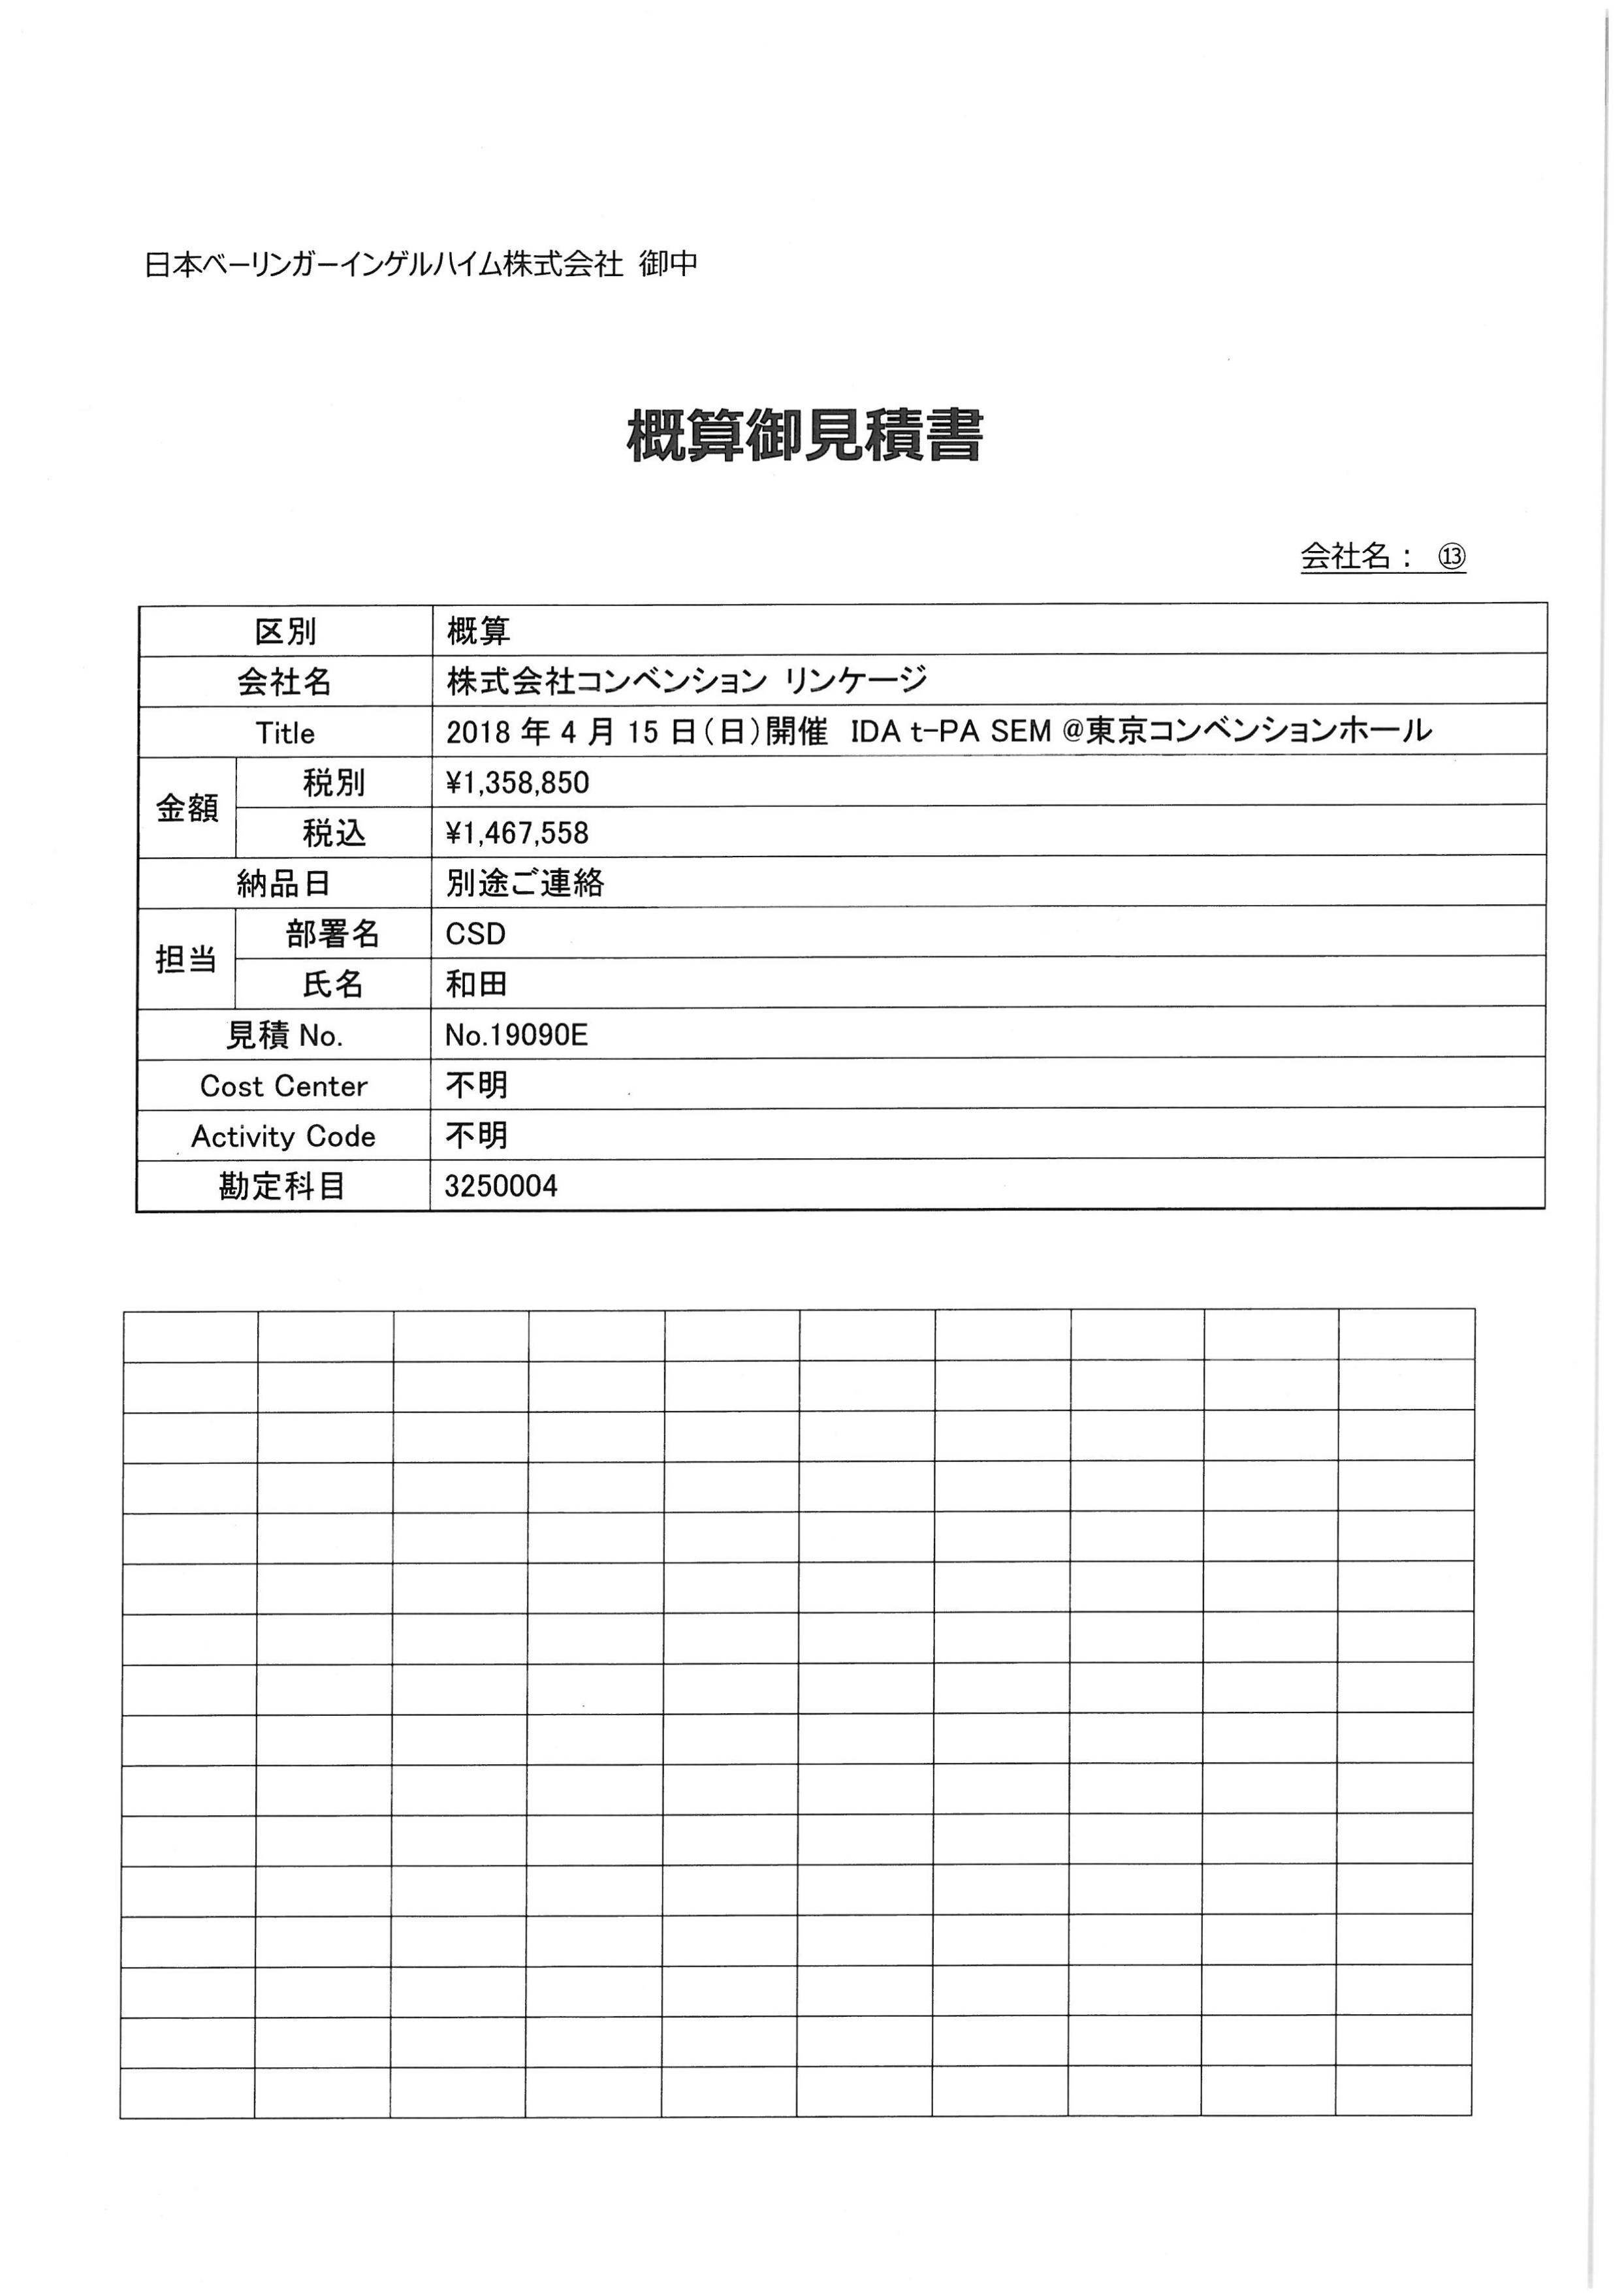 日本ベーリンガーインゲルハイム株式会社 御中
概算御見積書
会社名： ⑬
区別 概算
会社名 株式会社コンベンション リンケージ
Title 2018 年 4 月 15 日（日）開催 IDA t-PA SEM @東京コンベンションホール
金額 税別 ¥1,358,850
税込 ¥1,467,558
納品日 別途ご連絡
担当 部署名 CSD
氏名 和田
見積 No. No.19090E
Cost Center 不明
Activity Code 不明
勘定科目 3250004